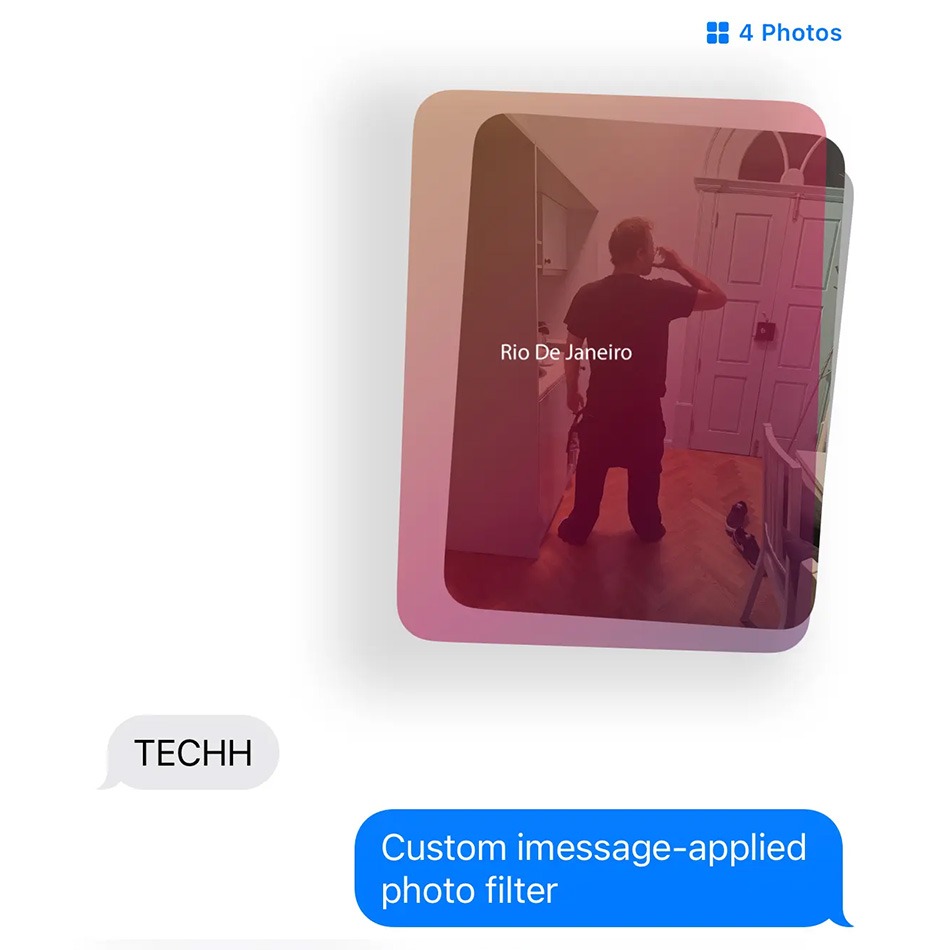 4 Photos
Rio De Janeiro
TECHH
Custom imessage-applied
photo filter